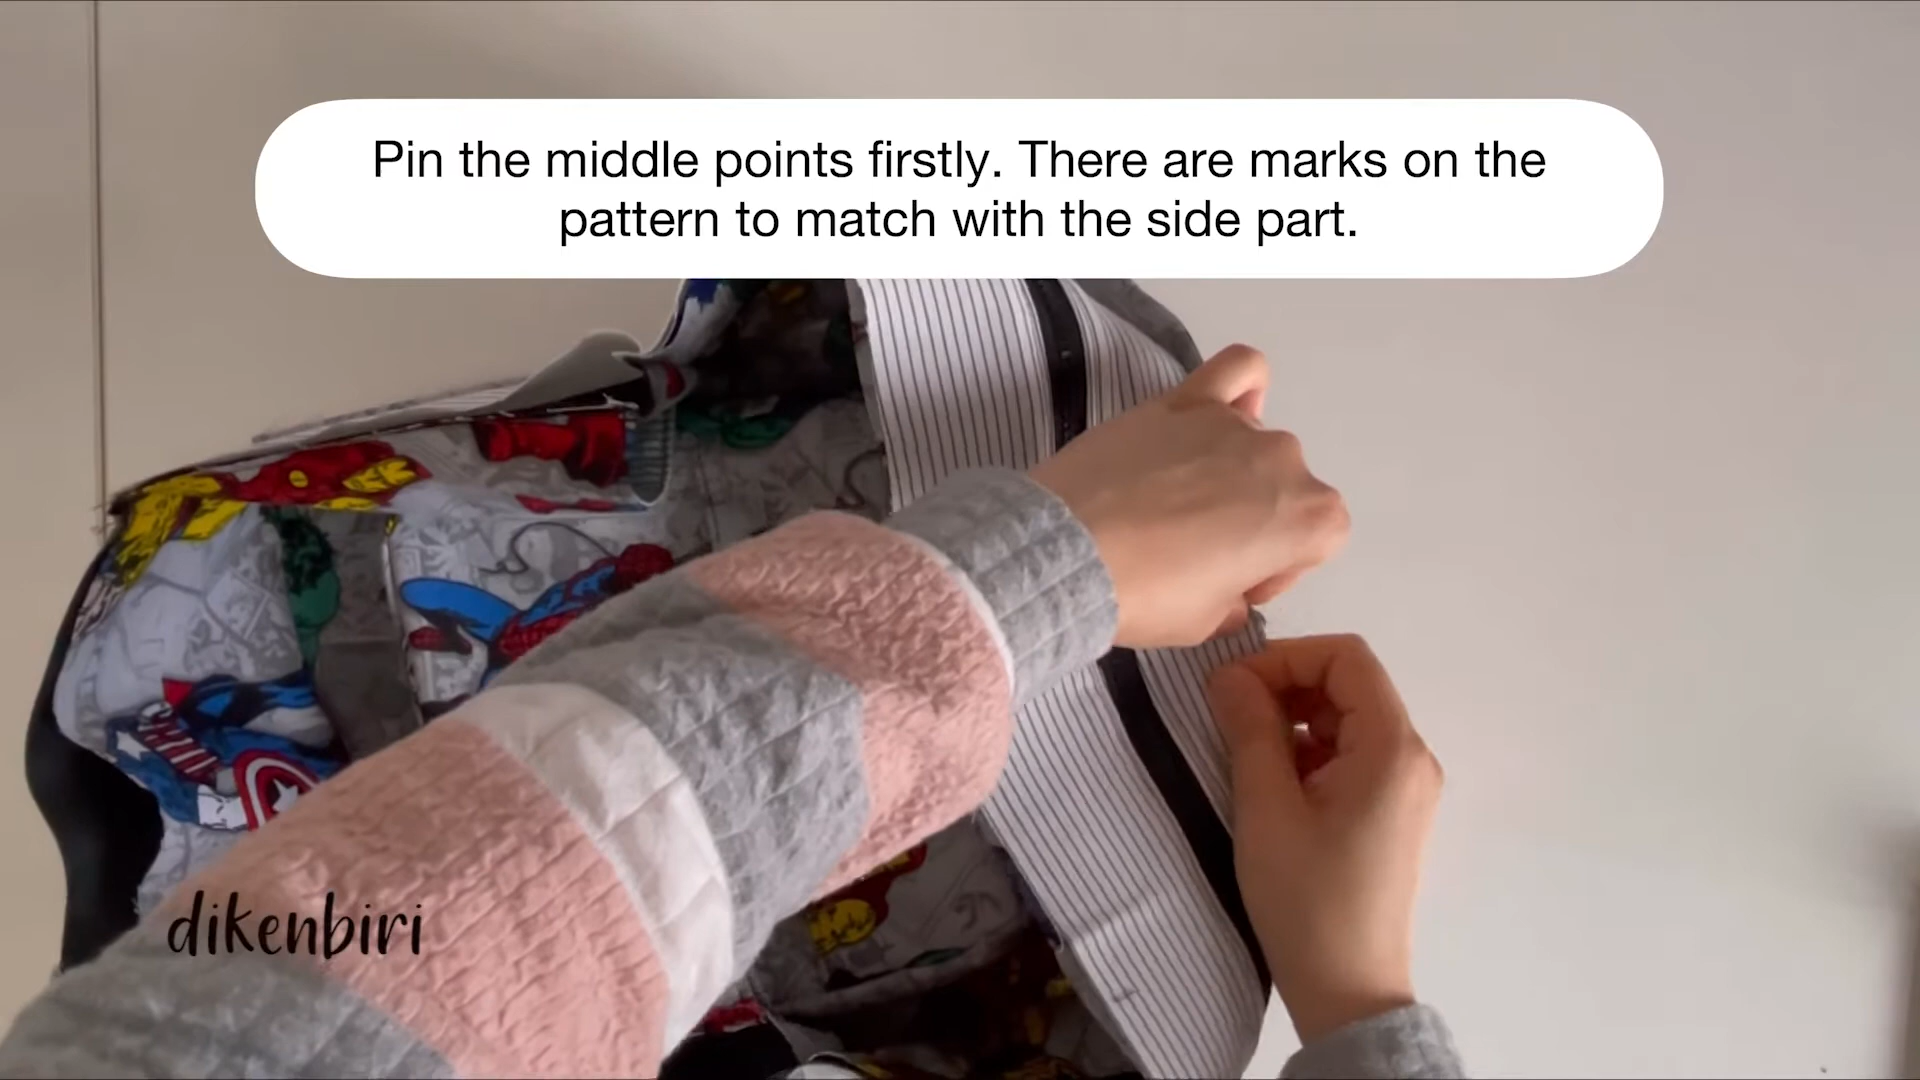 Pin the middle points firstly. There are marks on the
pattern to match with the side part.
dikenbiri